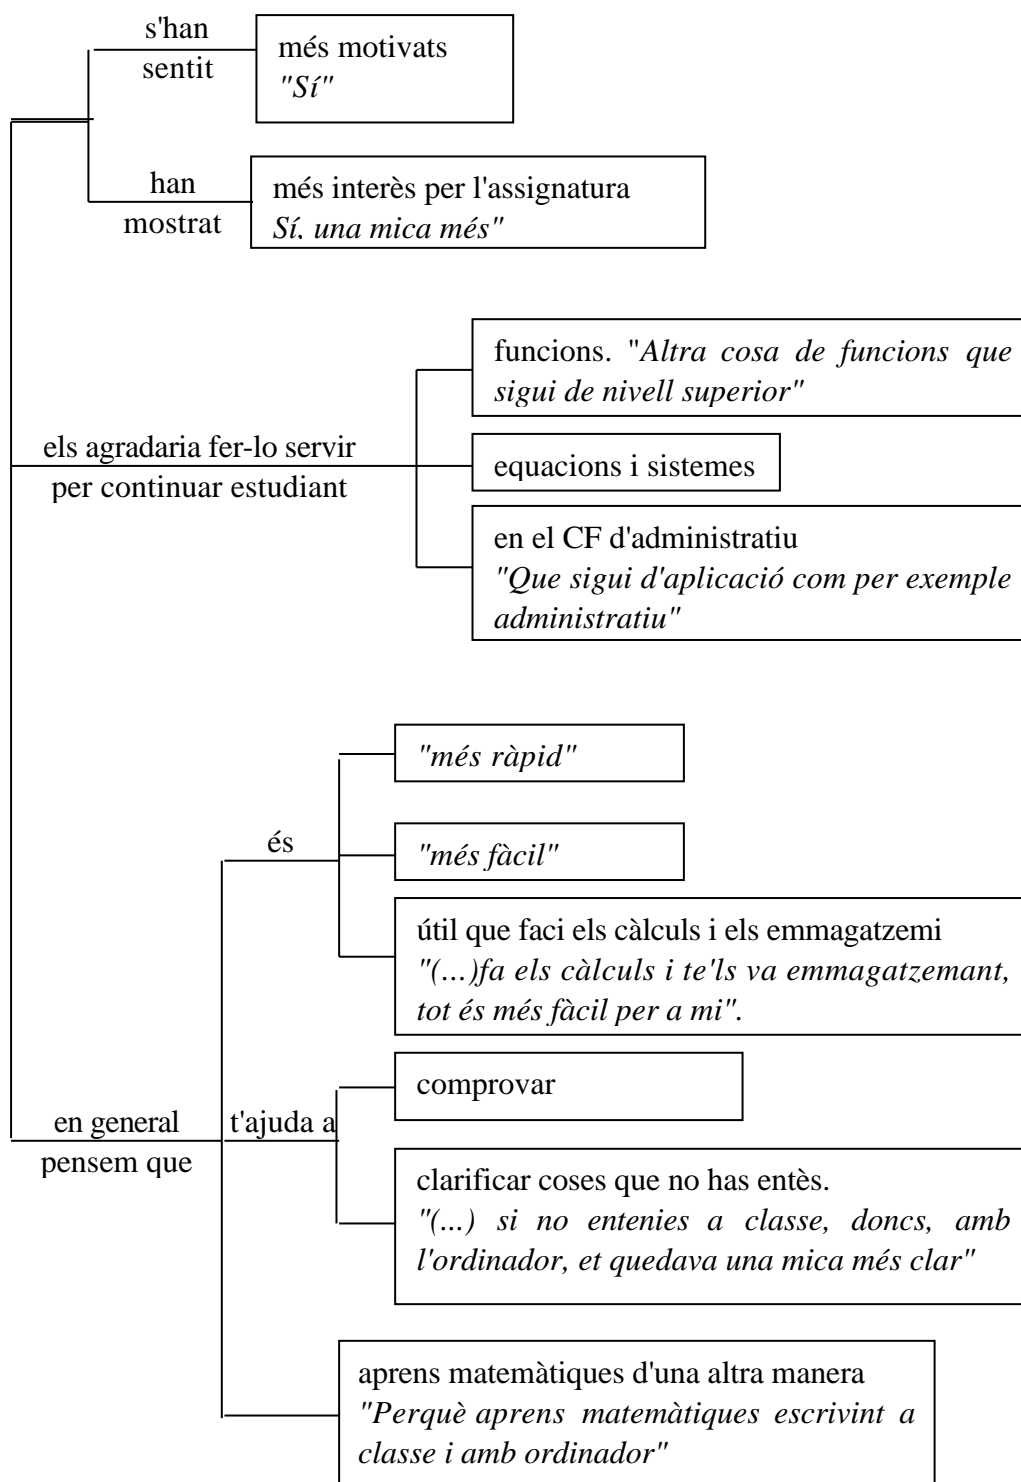 s'han
sentit
més motivats
"Sí"
han
mostrat
més interès per l'assignatura
Sí, una mica més"
funcions. "Altra cosa de funcions que
sigui de nivell superior"
els agradaria fer-lo servir
per continuar estudiant
equacions i sistemes
en el CF d'administratiu
"Que sigui d'aplicació com per exemple
administratiu"
"més ràpid"
és
"més fàcil"
útil que faci els càlculs i els emmagatzemi
"(...)fa els càlculs i te'ls va emmagatzemant,
tot és més fàcil per a mi".
comprovar
en general
pensem que
t'ajuda a
clarificar coses que no has entès.
"(...) si no entenies a classe, doncs, amb
l'ordinador, et quedava una mica més clar"
aprens matemàtiques d'una altra manera
"Perquè aprens matemàtiques escrivint a
classe i amb ordinador"